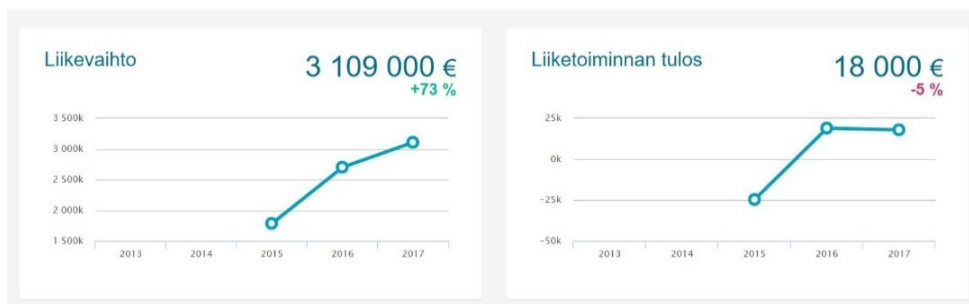 Liikevaihto
3 109 000 €
+73 %
3 500k
3 000k
2 500k
2 000k
1 500k
2013 2014 2015 2016 2017
Liiketoiminnan tulos
18 000 €
-5 %
25k
0k
−25k
−50k
2013 2014 2015 2016 2017